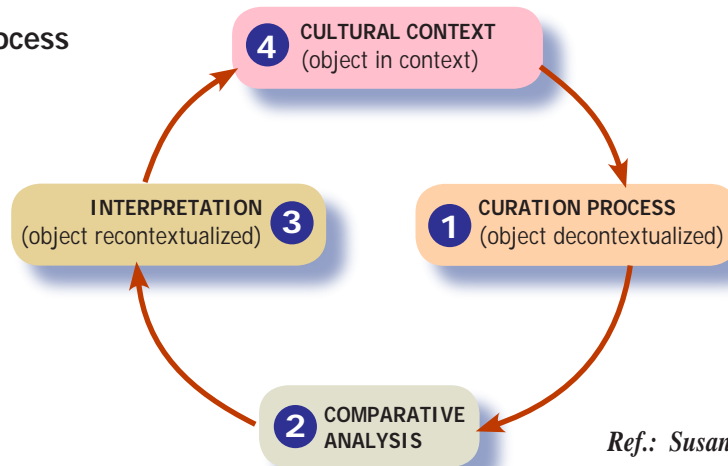 ocess
4 CULTURAL CONTEXT
(object in context)
INTERPRETATION 3
(object recontextualized)
1 CURATION PROCESS
(object decontextualized)
2 COMPARATIVE
ANALYSIS
Ref.: Susan